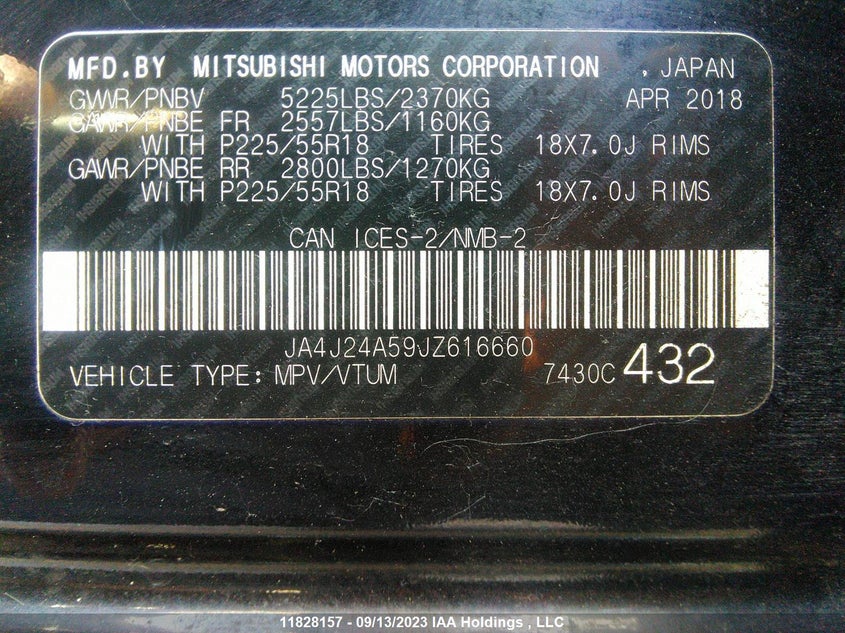 MFD.BY MITSUBISHI MOTORS CORPORATION , JAPAN
GVWR/PNBV 5225LBS/2370KG APR 2018
GAWR/PNBE FR 2557LBS/1160KG
WITH P225/55R18 TIRES 18X7.0J RIMS
GAWR/PNBE RR 2800LBS/1270KG
WITH P225/55R18 TIRES 18X7.0J RIMS
CAN ICES-2/NMB-2
JA4J24A59JZ616660
VEHICLE TYPE: MPV/VTUM 7430C 432
11828157 - 09/13/2023 IAA Holdings , LLC